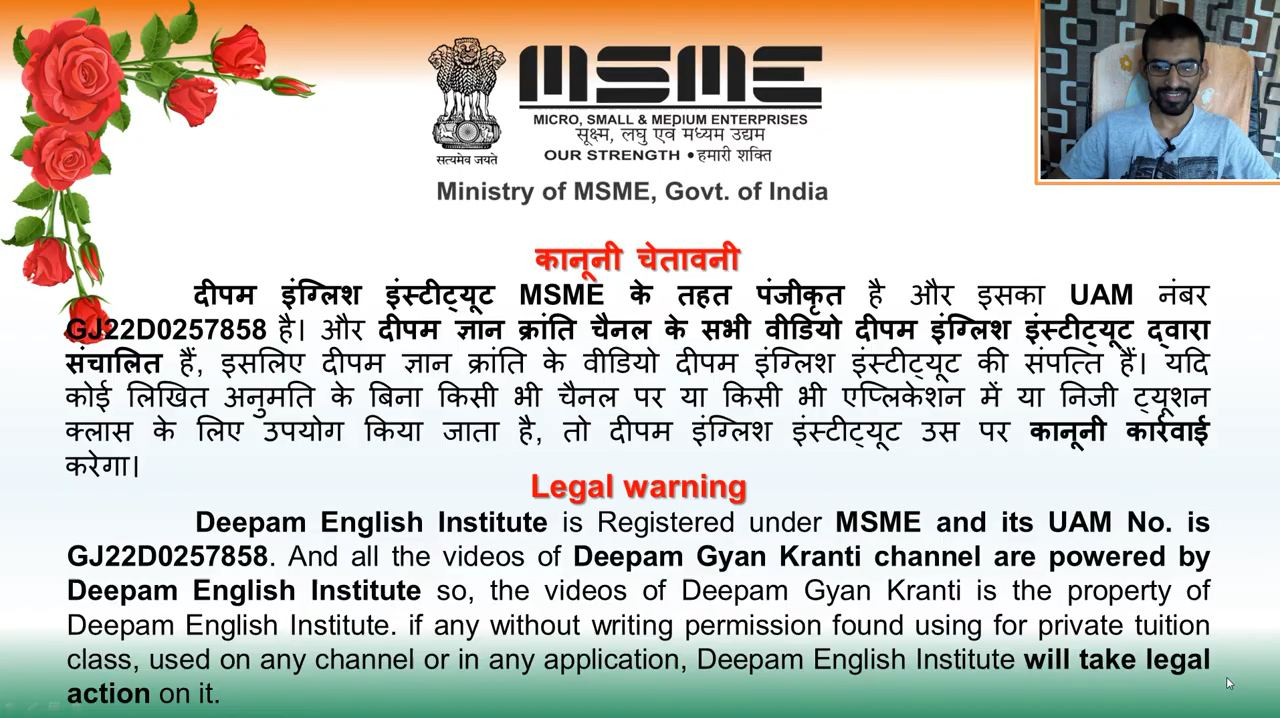 MSME
MICRO, SMALL & MEDIUM ENTERPRISES
सूक्ष्म, लघु एवं मध्यम उद्यम
सत्यमेव जयते
OUR STRENGTH • हमारी शक्ति
Ministry of MSME, Govt. of India
कानूनी चेतावनी
दीपम इंग्लिश इंस्टीट्यूट MSME के तहत पंजीकृत है और इसका UAM नंबर
GJ22D0257858 है। और दीपम ज्ञान क्रांति चैनल के सभी वीडियो दीपम इंग्लिश इंस्टीट्यूट द्वारा
संचालित हैं, इसलिए दीपम ज्ञान क्रांति के वीडियो दीपम इंग्लिश इंस्टीट्यूट की संपत्ति हैं। यदि
कोई लिखित अनुमति के बिना किसी भी चैनल पर या किसी भी एप्लिकेशन में या निजी ट्यूशन
क्लास के लिए उपयोग किया जाता है, तो दीपम इंग्लिश इंस्टीट्यूट उस पर कानूनी कार्रवाई
करेगा।
Legal warning
Deepam English Institute is Registered under MSME and its UAM No. is
GJ22D0257858. And all the videos of Deepam Gyan Kranti channel are powered by
Deepam English Institute so, the videos of Deepam Gyan Kranti is the property of
Deepam English Institute. if any without writing permission found using for private tuition
class, used on any channel or in any application, Deepam English Institute will take legal
action on it.